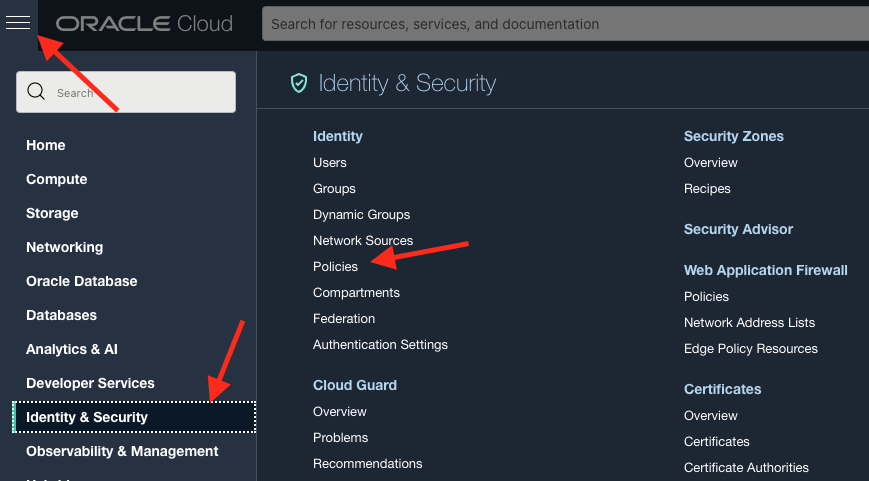 ORACLE Cloud
Search for resources, services, and documentation
Search
Home
Compute
Storage
Networking
Oracle Database
Databases
Analytics & AI
Developer Services
Identity & Security
Observability & Management
Identity & Security
Identity
Users
Groups
Dynamic Groups
Network Sources
Policies
Compartments
Federation
Authentication Settings
Cloud Guard
Overview
Problems
Recommendations
Security Zones
Overview
Recipes
Security Advisor
Web Application Firewall
Policies
Network Address Lists
Edge Policy Resources
Certificates
Overview
Certificates
Certificate Authorities